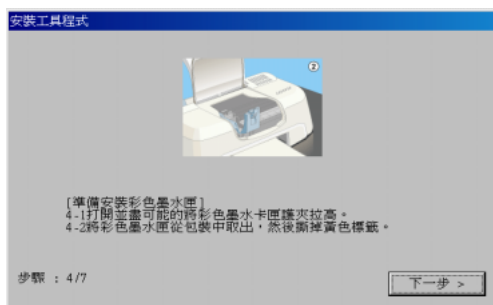 安裝工具程式
②
[準備安裝彩色墨水匣]
4-1打開並盡可能的將彩色墨水卡匣護夾拉高。
4-2將彩色墨水匣從包裝中取出，然後撕掉黃色標籤。
步驟 : 4/7
下一步 >